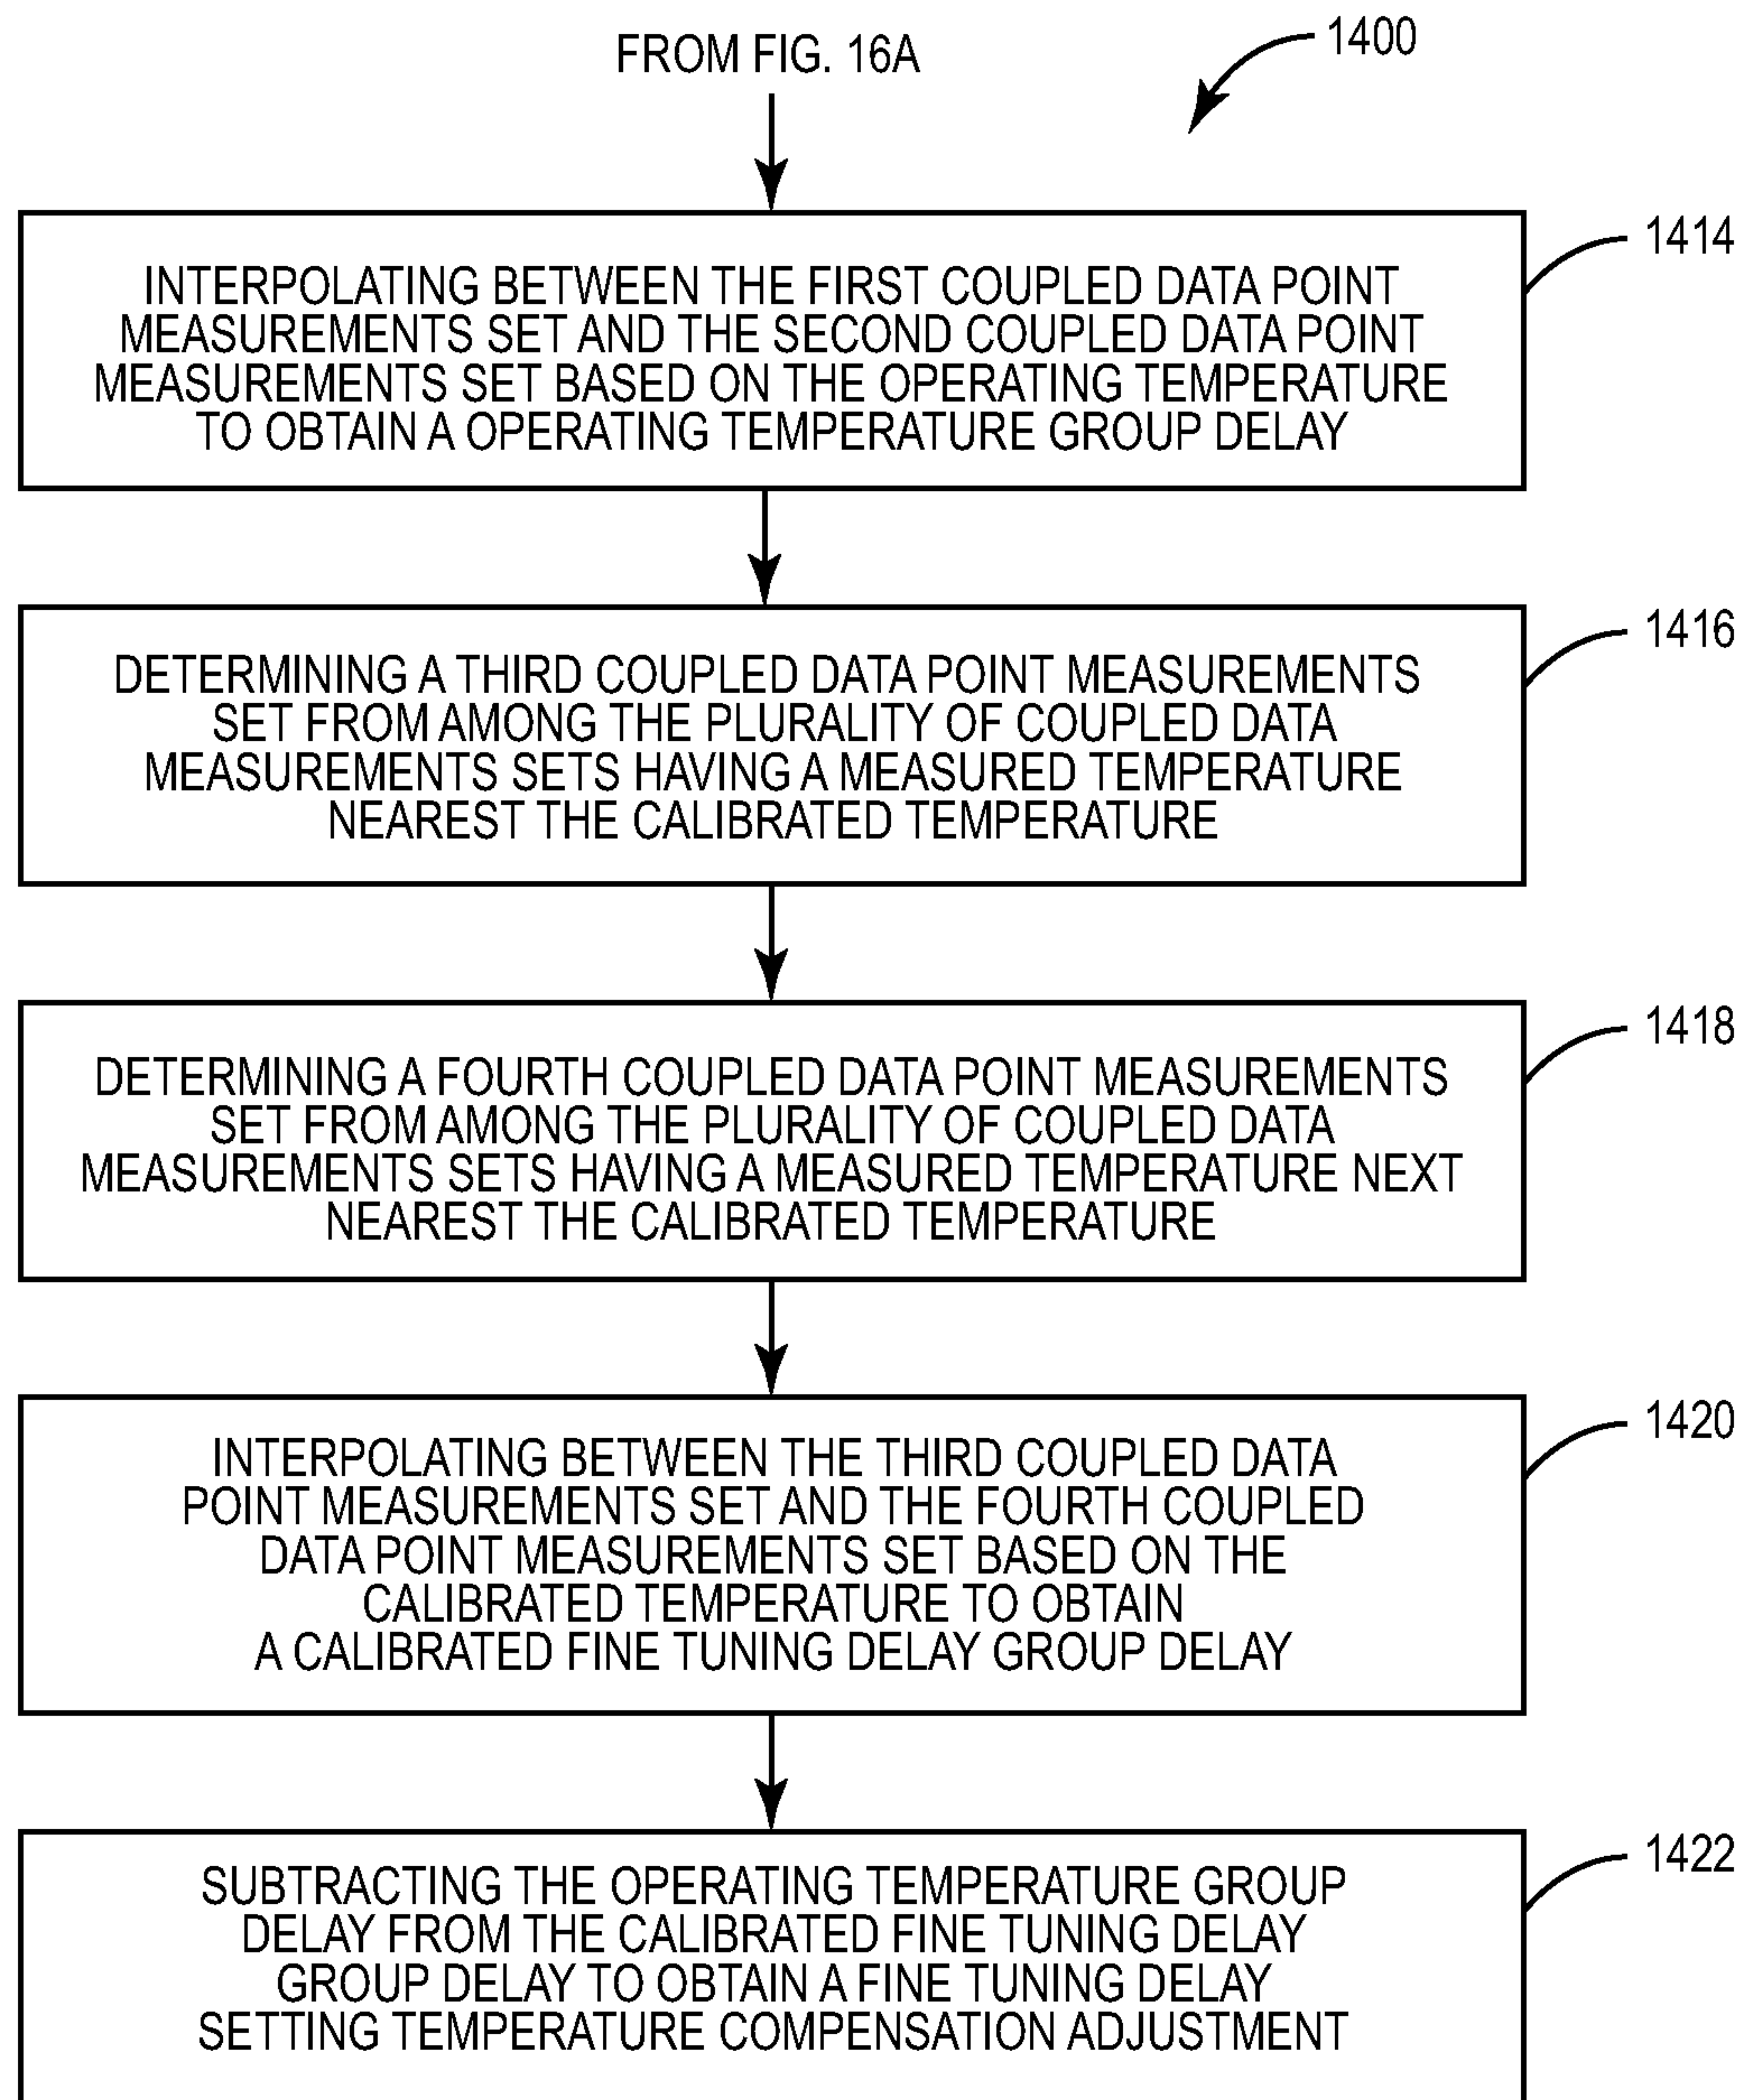 FROM FIG. 16A
1400
1414
INTERPOLATING BETWEEN THE FIRST COUPLED DATA POINT
MEASUREMENTS SET AND THE SECOND COUPLED DATA POINT
MEASUREMENTS SET BASED ON THE OPERATING TEMPERATURE
TO OBTAIN A OPERATING TEMPERATURE GROUP DELAY
1416
DETERMINING A THIRD COUPLED DATA POINT MEASUREMENTS
SET FROM AMONG THE PLURALITY OF COUPLED DATA
MEASUREMENTS SETS HAVING A MEASURED TEMPERATURE
NEAREST THE CALIBRATED TEMPERATURE
1418
DETERMINING A FOURTH COUPLED DATA POINT MEASUREMENTS
SET FROM AMONG THE PLURALITY OF COUPLED DATA
MEASUREMENTS SETS HAVING A MEASURED TEMPERATURE NEXT
NEAREST THE CALIBRATED TEMPERATURE
1420
INTERPOLATING BETWEEN THE THIRD COUPLED DATA
POINT MEASUREMENTS SET AND THE FOURTH COUPLED
DATA POINT MEASUREMENTS SET BASED ON THE
CALIBRATED TEMPERATURE TO OBTAIN
A CALIBRATED FINE TUNING DELAY GROUP DELAY
1422
SUBTRACTING THE OPERATING TEMPERATURE GROUP
DELAY FROM THE CALIBRATED FINE TUNING DELAY
GROUP DELAY TO OBTAIN A FINE TUNING DELAY
SETTING TEMPERATURE COMPENSATION ADJUSTMENT